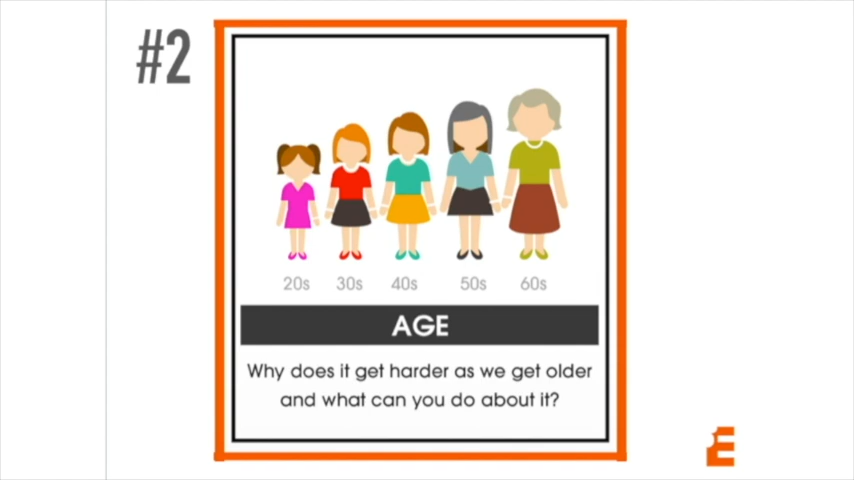 #2
20s 30s 40s 50s 60s
AGE
Why does it get harder as we get older
and what can you do about it?
E